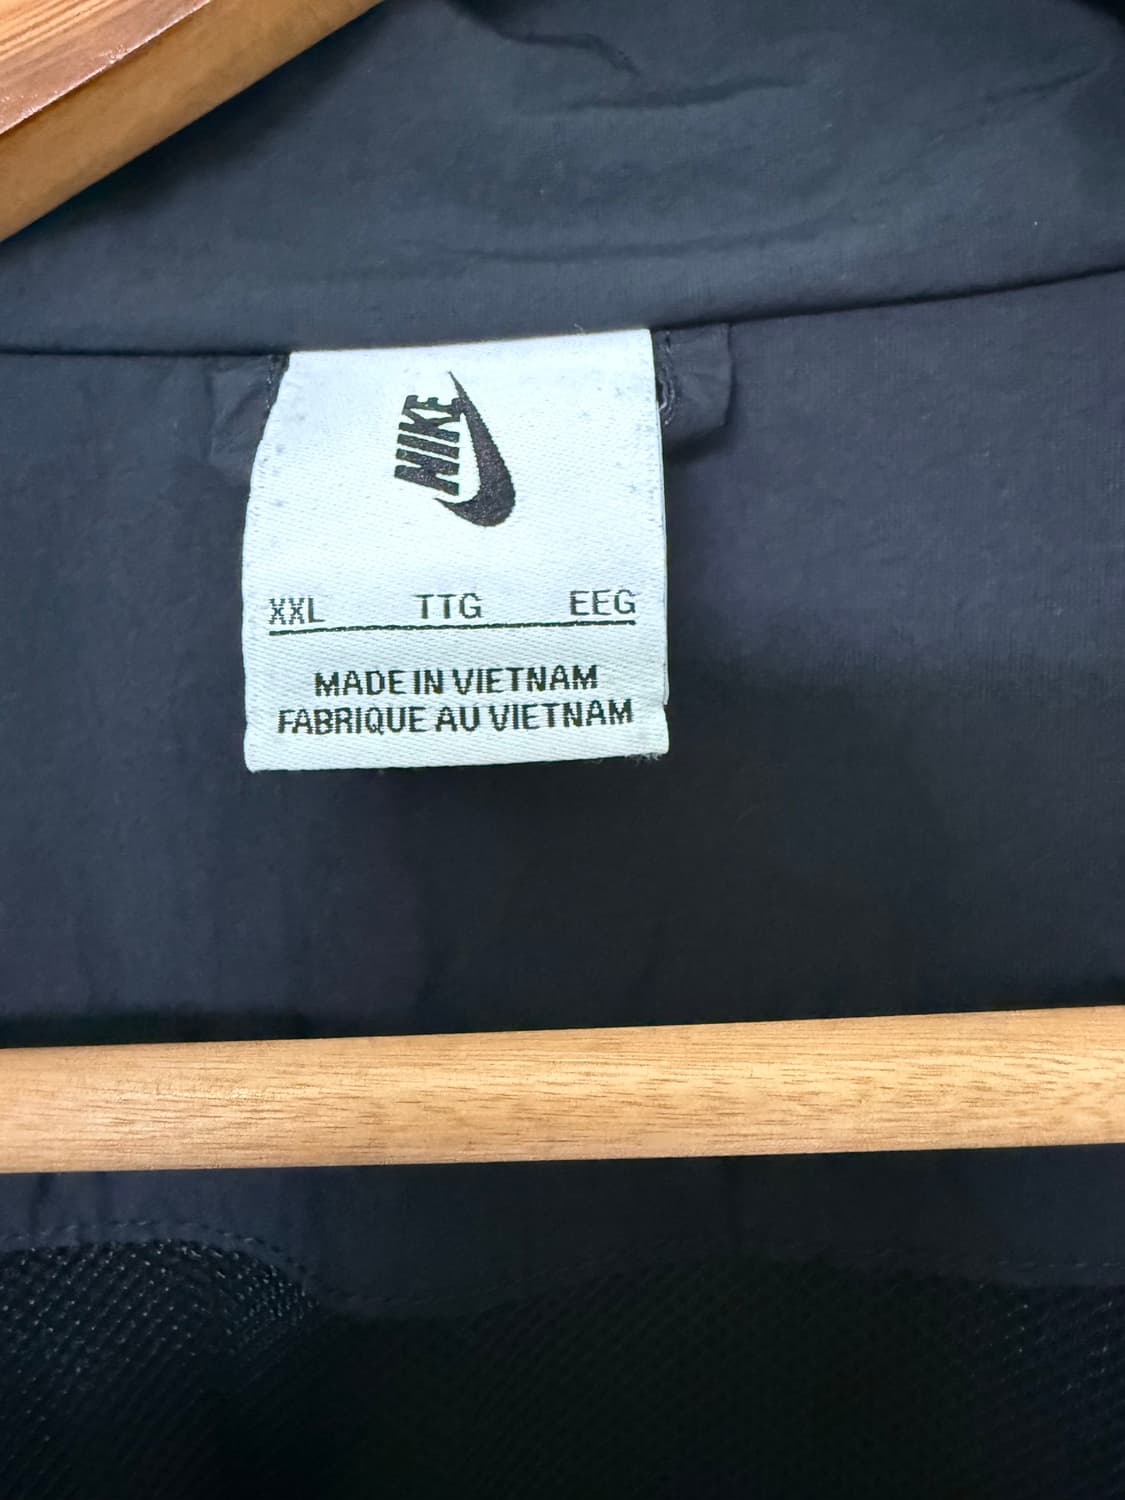 NIKE
XXL TTG EEG
MADE IN VIETNAM
FABRIQUE AU VIETNAM